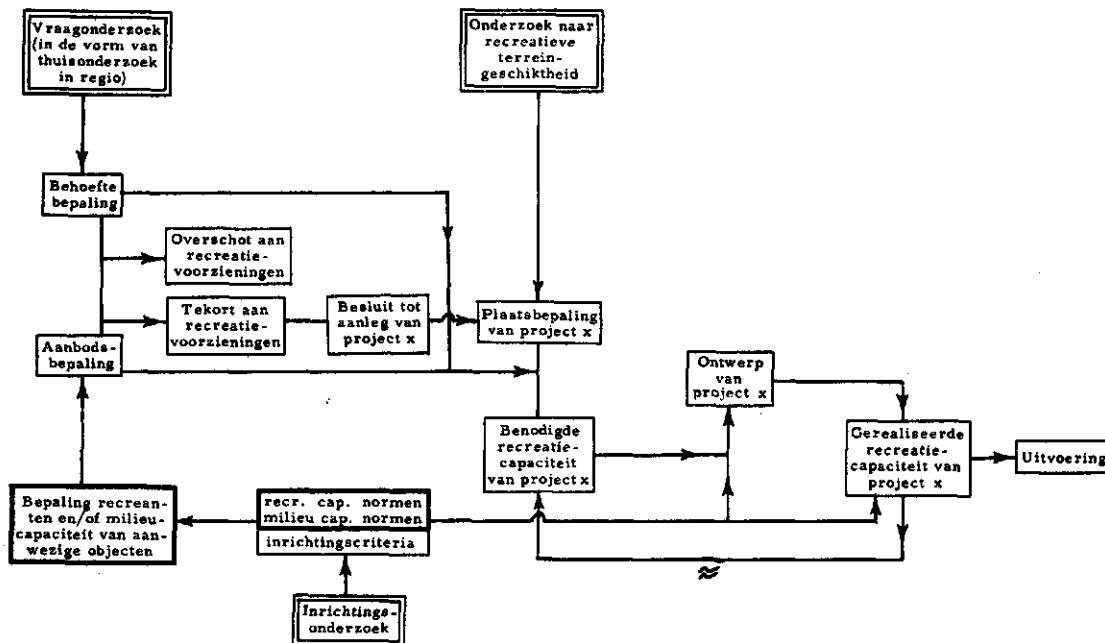 Vraagonderzoek
(in de vorm van
thuisonderzoek
in regio)
Onderzoek naar
recreatieve
terrein-
geschiktheid
Behoefte
bepaling
Overschot aan
recreatie-
voorzieningen
Tekort aan
recreatie-
voorzieningen
Besluit tot
aanleg van
project x
Plaatsbepaling
van project x
Aanbods-
bepaling
Ontwerp
van
project x
Benodigde
recreatie-
capaciteit
van project x
Gerealiseerde
recreatie-
capaciteit van
project x
Uitvoering
Bepaling recrean-
ten en/of milieu-
capaciteit van aan-
wezige objecten
recr. cap. normen
milieu cap. normen
inrichtingscriteria
≈
Inrichtings-
onderzoek